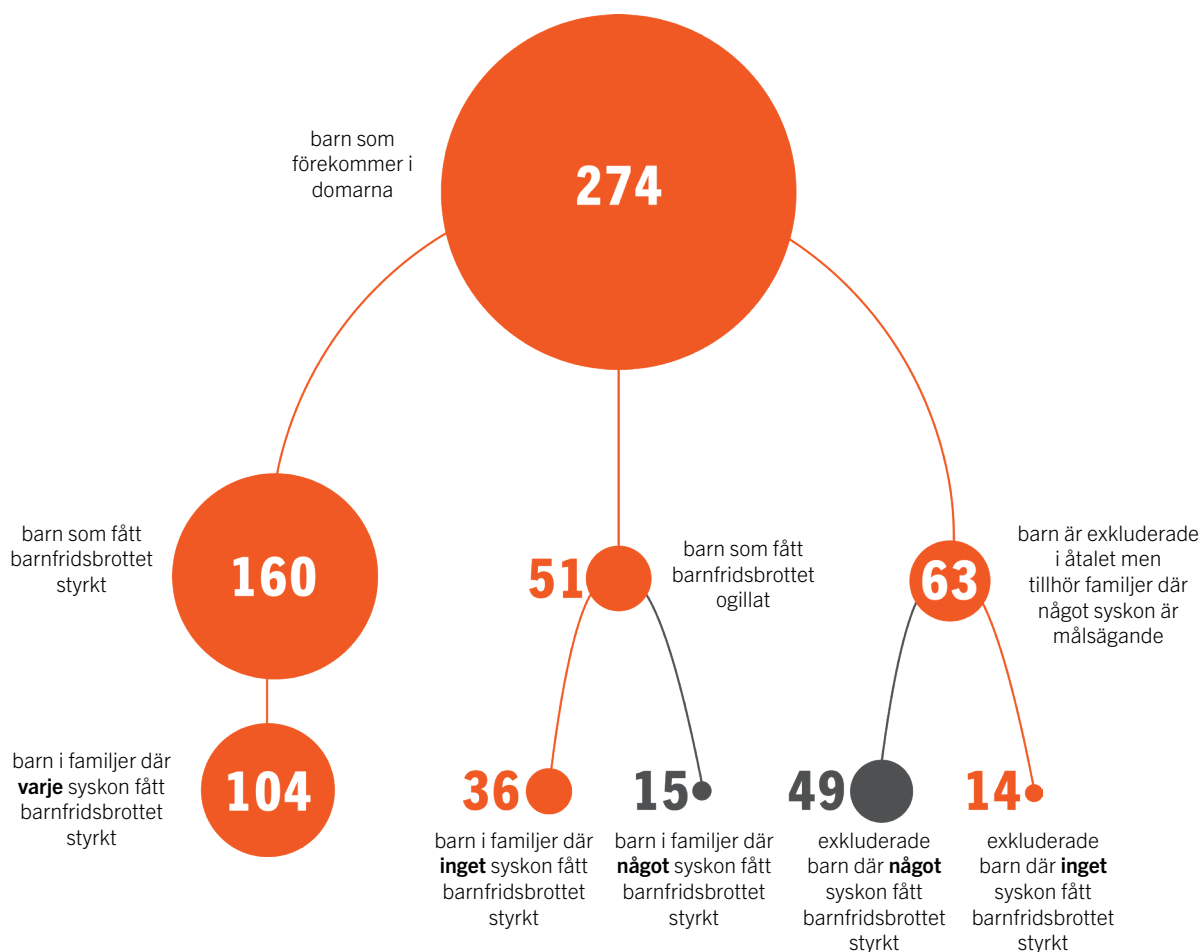 barn som
förekommer i
domarna
274
barn som fått
barnfridsbrottet
styrkt
160
51
barn som fått
barnfridsbrottet
ogillat
63
barn är exkluderade
i åtalet men
tillhör familjer där
något syskon är
målsägande
barn i familjer där
varje syskon fått
barnfridsbrottet
styrkt
104
36
barn i familjer där
inget syskon fått
barnfridsbrottet
styrkt
15
barn i familjer där
något syskon fått
barnfridsbrottet
styrkt
49
exkluderade
barn där något
syskon fått
barnfridsbrottet
styrkt
14
exkluderade
barn där inget
syskon fått
barnfridsbrottet
styrkt